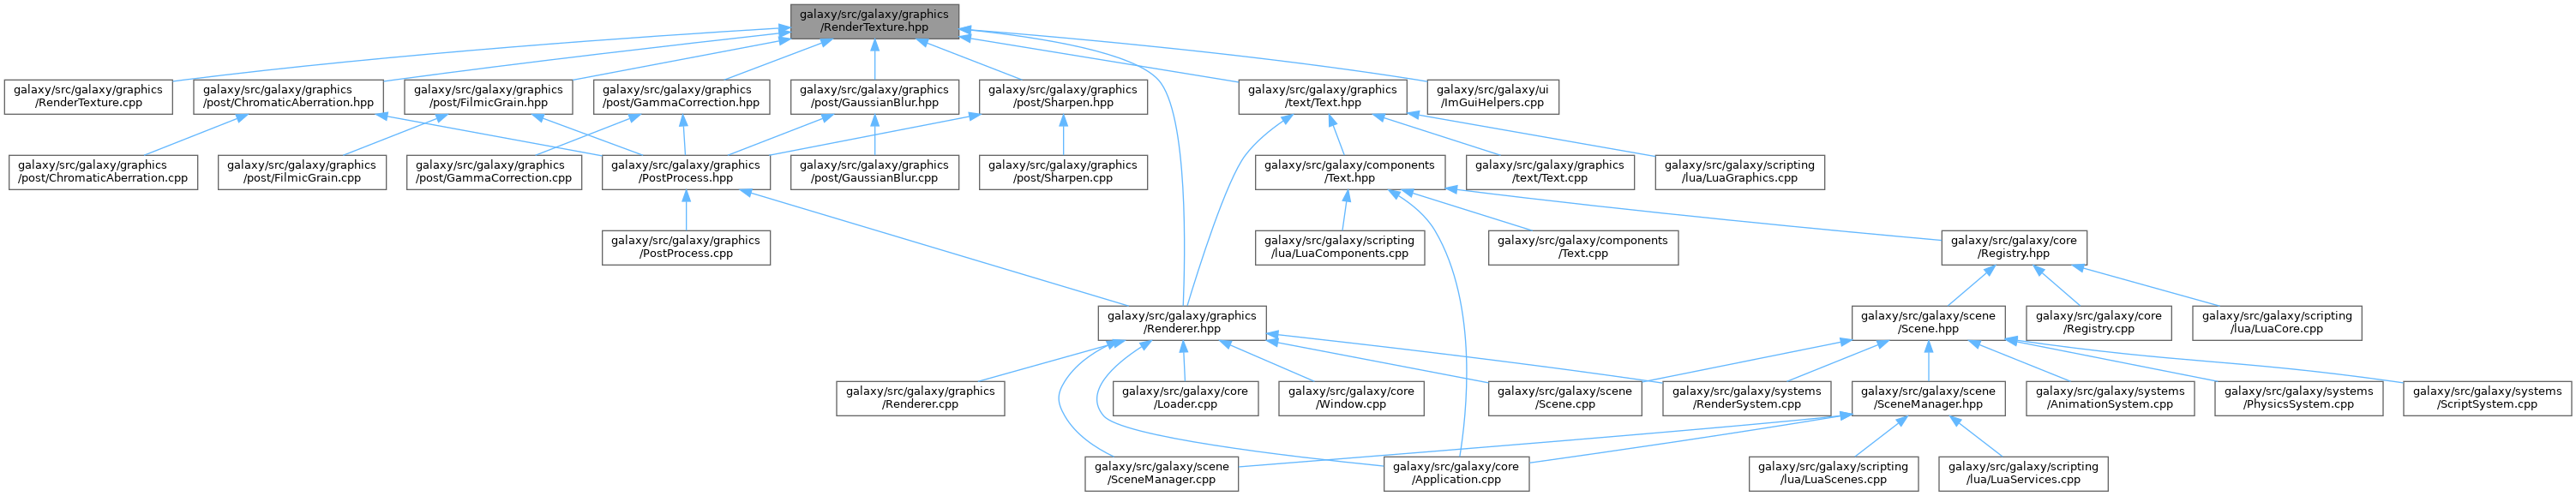 galaxy/src/galaxy/graphics
/RenderTexture.hpp
galaxy/src/galaxy/graphics
/RenderTexture.cpp
galaxy/src/galaxy/graphics
/post/ChromaticAberration.hpp
galaxy/src/galaxy/graphics
/post/FilmicGrain.hpp
galaxy/src/galaxy/graphics
/post/GammaCorrection.hpp
galaxy/src/galaxy/graphics
/post/GaussianBlur.hpp
galaxy/src/galaxy/graphics
/post/Sharpen.hpp
galaxy/src/galaxy/graphics
/text/Text.hpp
galaxy/src/galaxy/ui
/ImGuiHelpers.cpp
galaxy/src/galaxy/graphics
/post/ChromaticAberration.cpp
galaxy/src/galaxy/graphics
/post/FilmicGrain.cpp
galaxy/src/galaxy/graphics
/post/GammaCorrection.cpp
galaxy/src/galaxy/graphics
/PostProcess.hpp
galaxy/src/galaxy/graphics
/post/GaussianBlur.cpp
galaxy/src/galaxy/graphics
/post/Sharpen.cpp
galaxy/src/galaxy/components
/Text.hpp
galaxy/src/galaxy/graphics
/text/Text.cpp
galaxy/src/galaxy/scripting
/lua/LuaGraphics.cpp
galaxy/src/galaxy/graphics
/PostProcess.cpp
galaxy/src/galaxy/scripting
/lua/LuaComponents.cpp
galaxy/src/galaxy/components
/Text.cpp
galaxy/src/galaxy/core
/Registry.hpp
galaxy/src/galaxy/graphics
/Renderer.hpp
galaxy/src/galaxy/scene
/Scene.hpp
galaxy/src/galaxy/core
/Registry.cpp
galaxy/src/galaxy/scripting
/lua/LuaCore.cpp
galaxy/src/galaxy/graphics
/Renderer.cpp
galaxy/src/galaxy/core
/Loader.cpp
galaxy/src/galaxy/core
/Window.cpp
galaxy/src/galaxy/scene
/Scene.cpp
galaxy/src/galaxy/systems
/RenderSystem.cpp
galaxy/src/galaxy/scene
/SceneManager.hpp
galaxy/src/galaxy/systems
/AnimationSystem.cpp
galaxy/src/galaxy/systems
/PhysicsSystem.cpp
galaxy/src/galaxy/systems
/ScriptSystem.cpp
galaxy/src/galaxy/scene
/SceneManager.cpp
galaxy/src/galaxy/core
/Application.cpp
galaxy/src/galaxy/scripting
/lua/LuaScenes.cpp
galaxy/src/galaxy/scripting
/lua/LuaServices.cpp